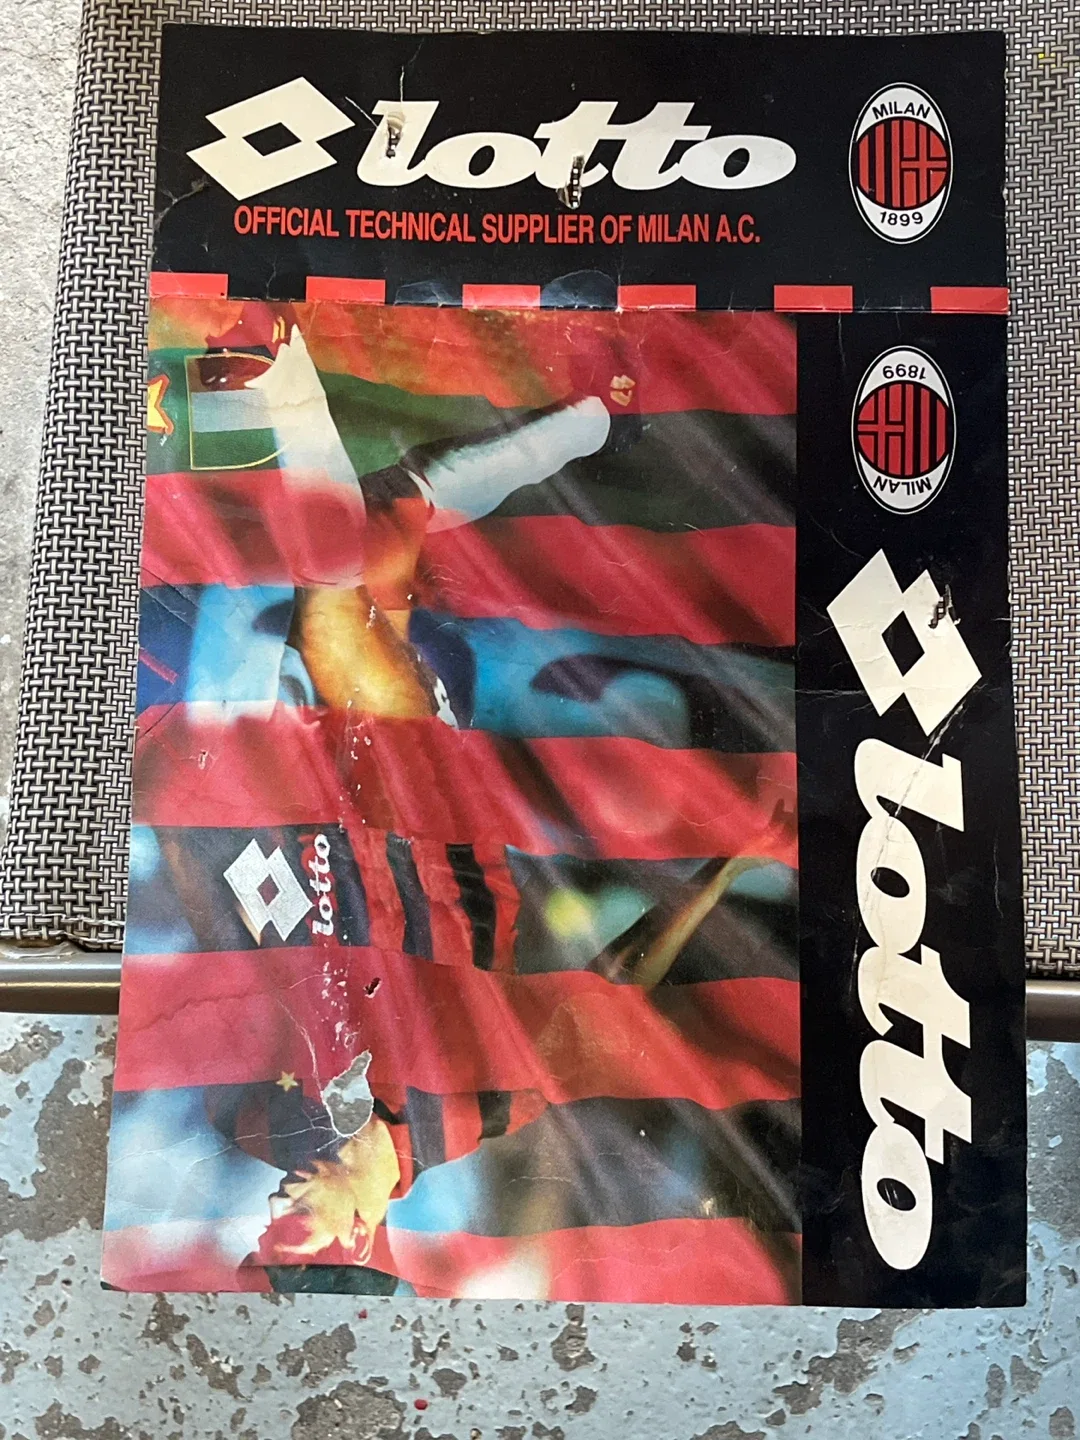 lotto
OFFICIAL TECHNICAL SUPPLIER OF MILAN A.C.
MILAN
1899
1899
MILAN
lotto
lotto